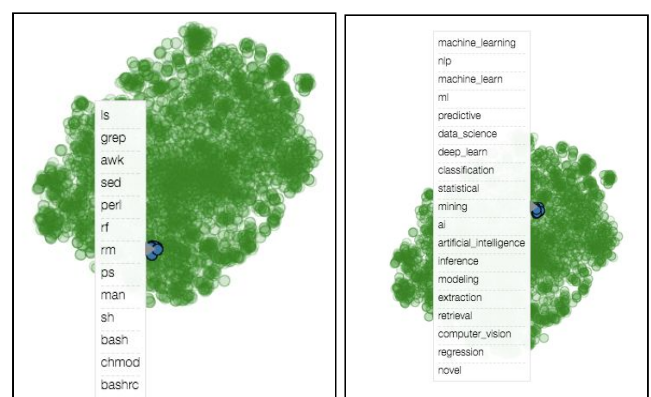 ls
grep
awk
sed
perl
rf
rm
ps
man
sh
bash
chmod
bashrc
machine_learning
nlp
machine_learn
ml
predictive
data_science
deep_learn
classification
statistical
mining
ai
artificial_intelligence
inference
modeling
extraction
retrieval
computer_vision
regression
novel